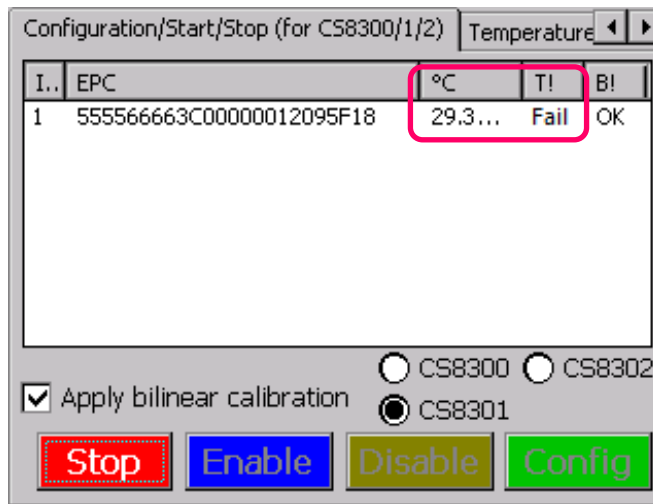 Configuration/Start/Stop (for CS8300/1/2) Temperature
I.. EPC °C T! B!
1 555566663C00000012095F18 29.3... Fail OK
CS8300 CS8302
Apply bilinear calibration CS8301
Stop Enable Disable Config